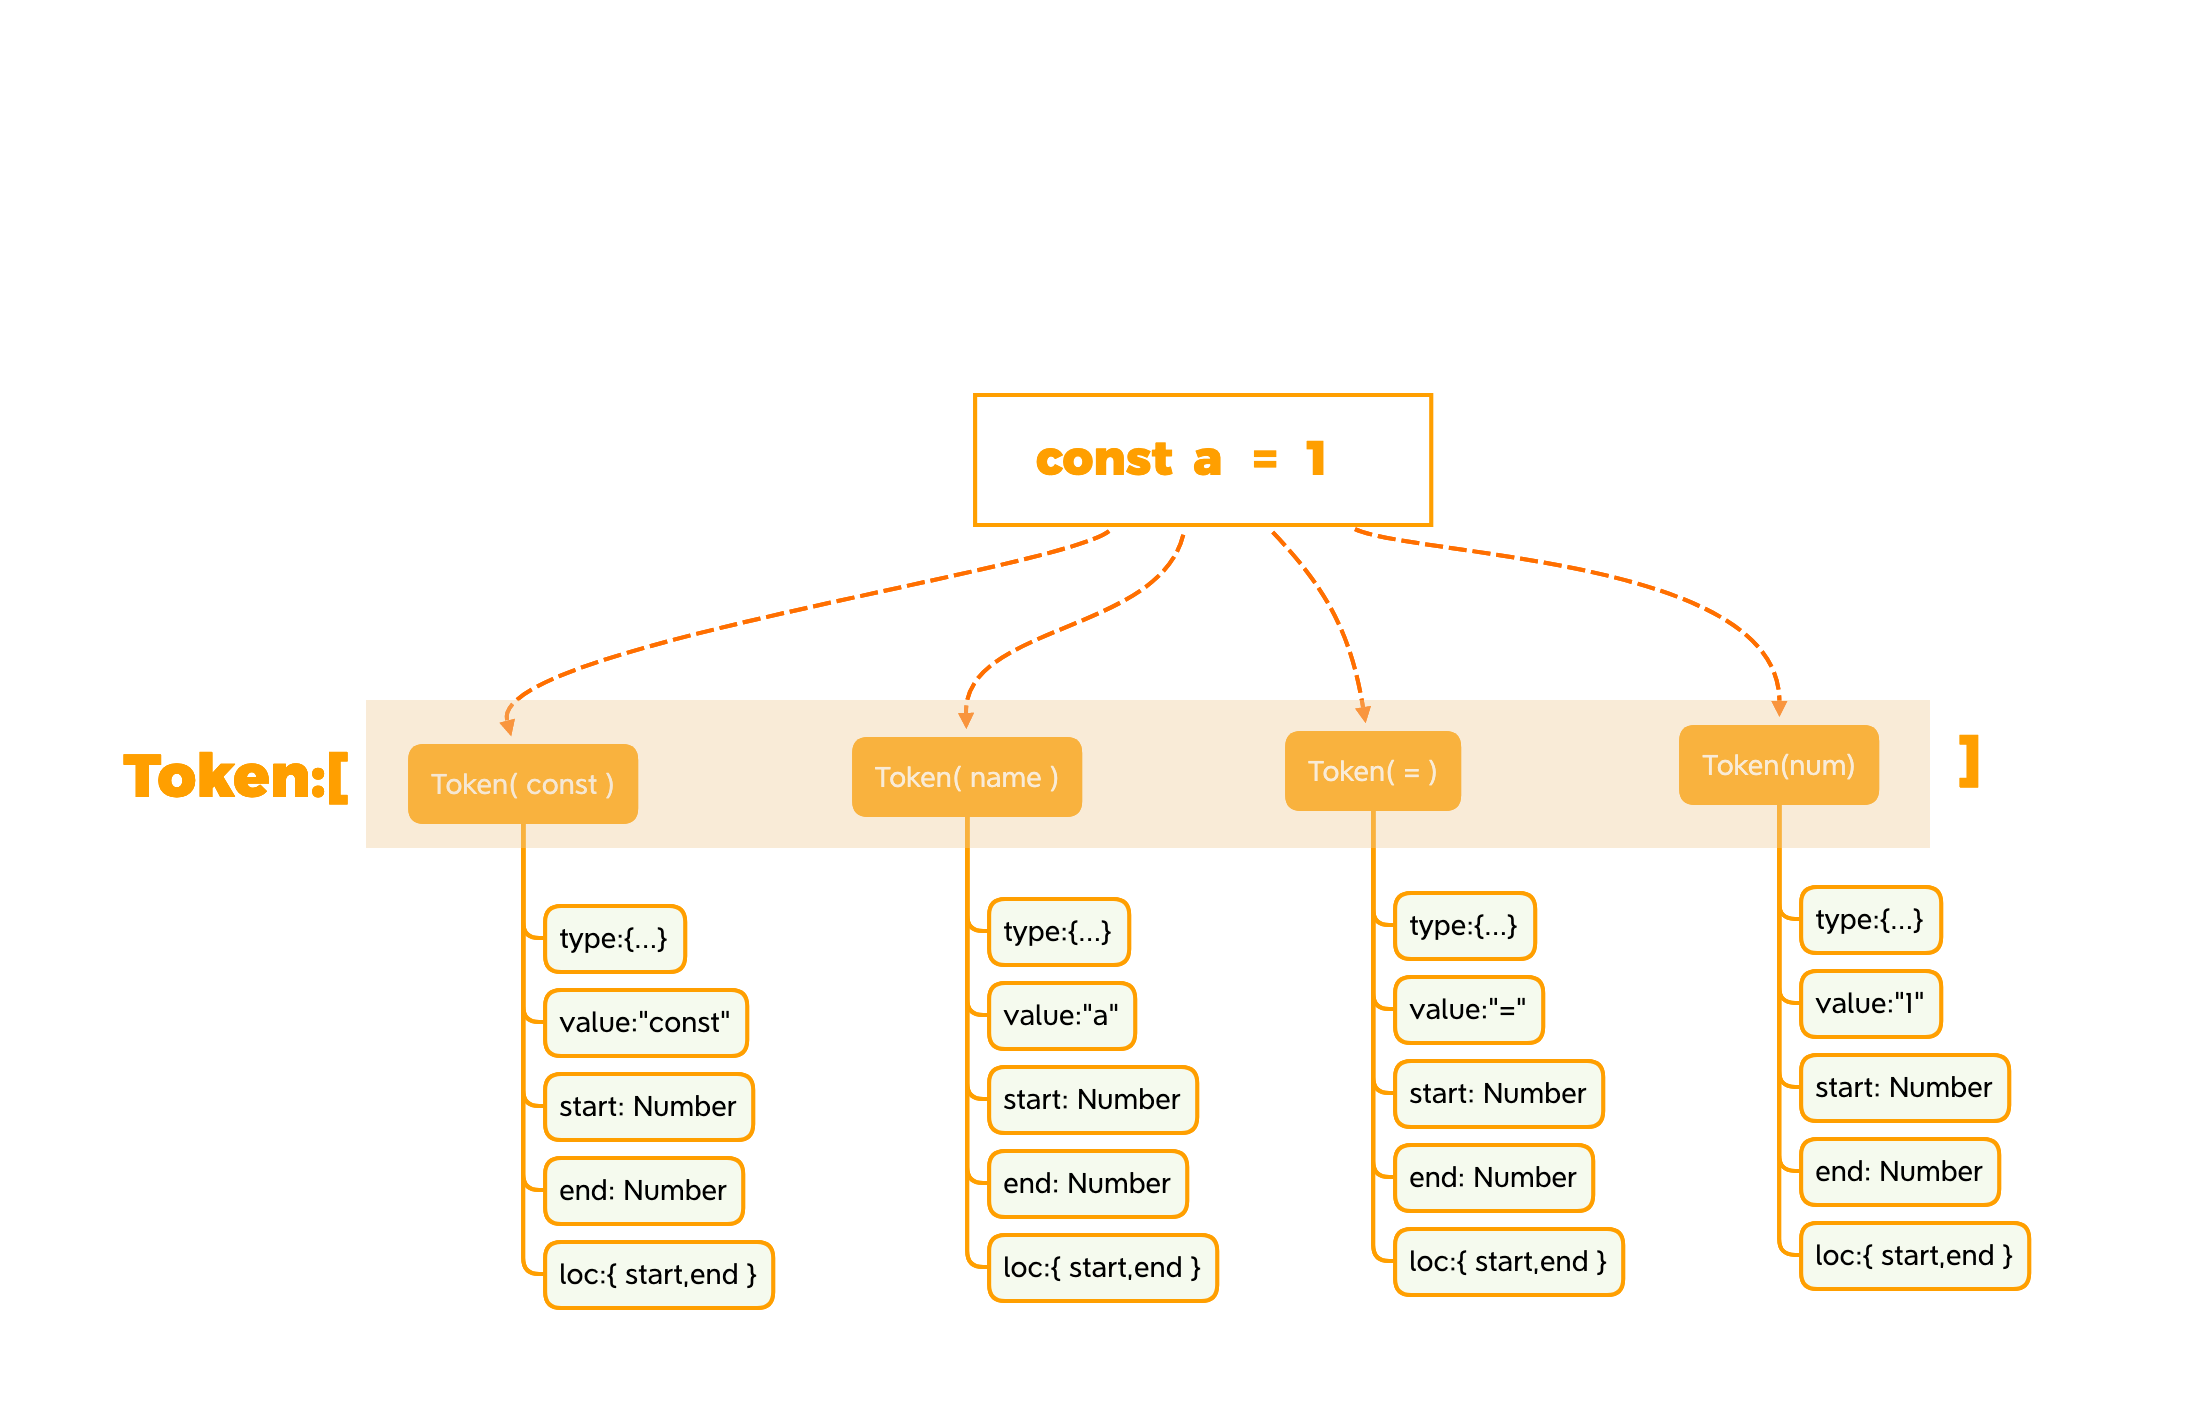 const a = 1
Token:[
Token( const )
Token( name )
Token( = )
Token(num)
]
type:{...}
value:"const"
start: Number
end: Number
loc:{ start,end }
type:{...}
value:"a"
start: Number
end: Number
loc:{ start,end }
type:{...}
value:"="
start: Number
end: Number
loc:{ start,end }
type:{...}
value:"1"
start: Number
end: Number
loc:{ start,end }